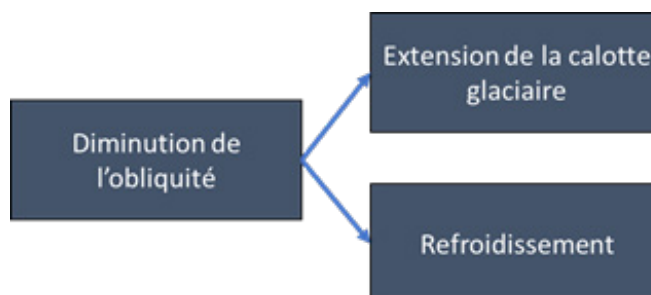 Extension de la calotte
glaciaire
Diminution de
l'obliquité
Refroidissement